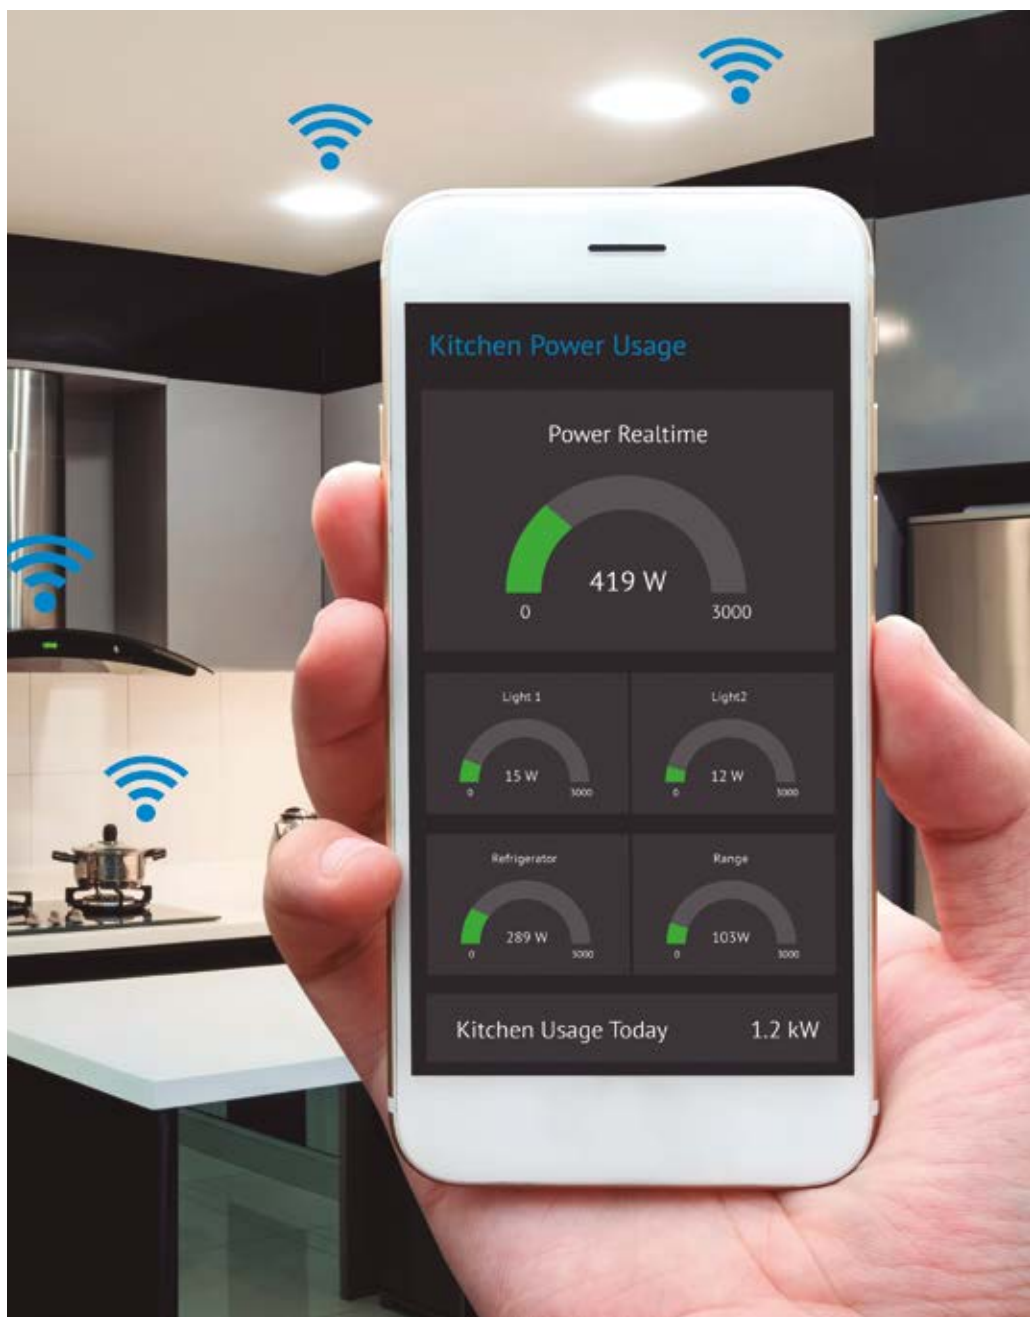 Kitchen Power Usage
Power Realtime
419 W
0 3000
Light 1
15 W
0 3000
Light2
12 W
0 3000
Refrigerator
289 W
0 3000
Range
103W
0 3000
Kitchen Usage Today 1.2 kW